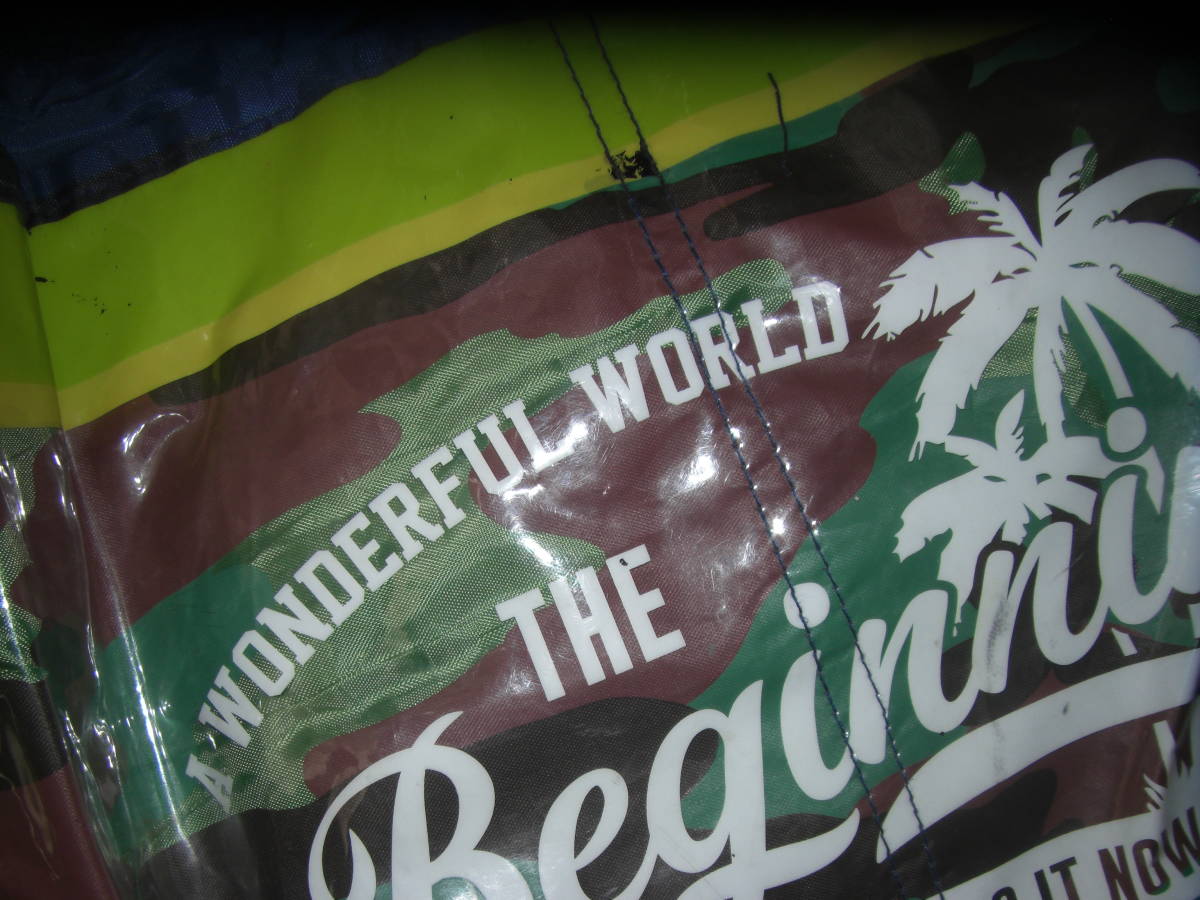 A WONDERFUL WORLD
THE
Beginni
IT NOW